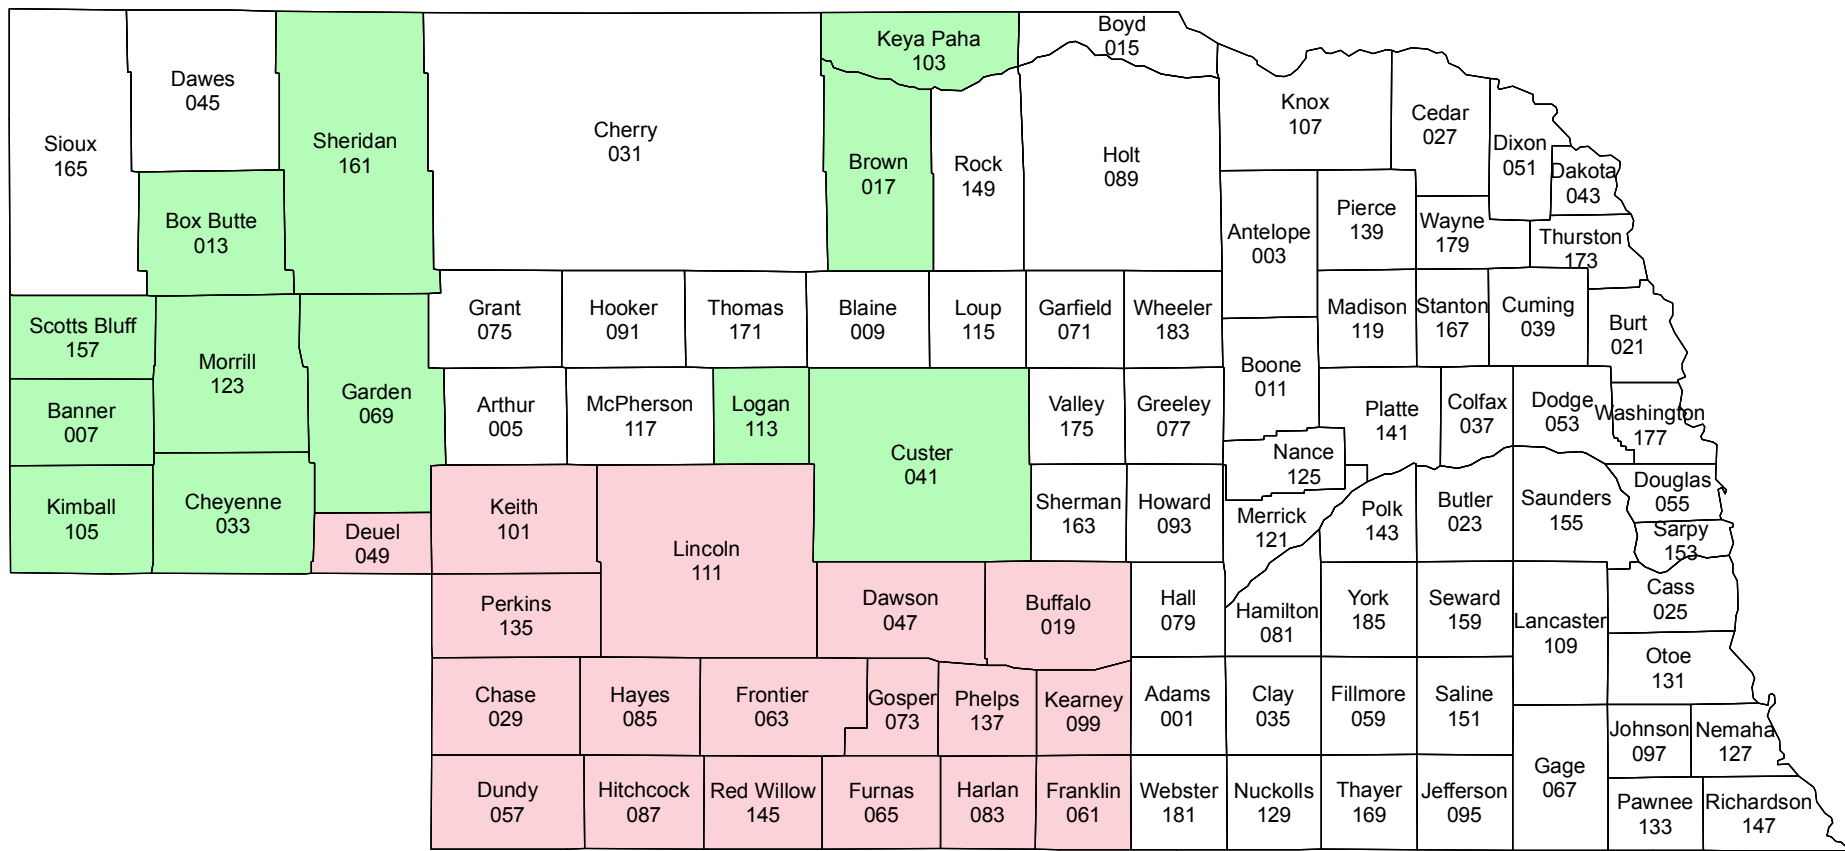 Boyd
015
Keya Paha
103
Dawes
045
Sheridan
161
Cherry
031
Sioux
165
Brown
017
Rock
149
Holt
089
Knox
107
Cedar
027
Dixon
051
Dakota
043
Box Butte
013
Antelope
003
Pierce
139
Wayne
179
Thurston
173
Scotts Bluff
157
Morrill
123
Grant
075
Hooker
091
Thomas
171
Blaine
009
Loup
115
Garfield
071
Wheeler
183
Madison
119
Stanton
167
Cuming
039
Burt
021
Boone
011
Banner
007
Garden
069
Arthur
005
McPherson
117
Logan
113
Custer
041
Valley
175
Greeley
077
Platte
141
Colfax
037
Dodge
053
Washington
177
Nance
125
Kimball
105
Cheyenne
033
Deuel
049
Keith
101
Lincoln
111
Sherman
163
Howard
093
Merrick
121
Polk
143
Butler
023
Saunders
155
Douglas
055
Sarpy
153
Perkins
135
Dawson
047
Buffalo
019
Hall
079
Hamilton
081
York
185
Seward
159
Lancaster
109
Cass
025
Otoe
131
Chase
029
Hayes
085
Frontier
063
Gosper
073
Phelps
137
Kearney
099
Adams
001
Clay
035
Fillmore
059
Saline
151
Johnson
097
Nemaha
127
Gage
067
Dundy
057
Hitchcock
087
Red Willow
145
Furnas
065
Harlan
083
Franklin
061
Webster
181
Nuckolls
129
Thayer
169
Jefferson
095
Pawnee
133
Richardson
147